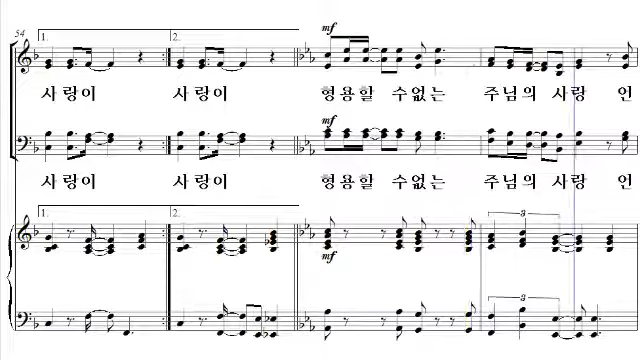 54
1. 2.
mf
사 랑이 사 랑이 형용할 수없는 주님의 사랑 언
mf
사 랑이 사 랑이 형용할 수없는 주님의 사랑 언
1. 2. 3
mf
3